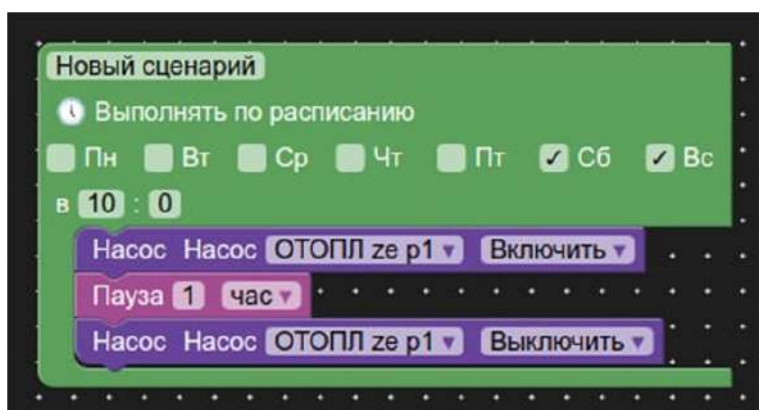 Новый сценарий
Выполнять по расписанию
Пн Вт Ср Чт Пт Сб Вс
в 10 : 0
Насос Насос ОТОПЛ ze p1 Включить
Пауза 1 час
Насос Насос ОТОПЛ ze p1 Выключить